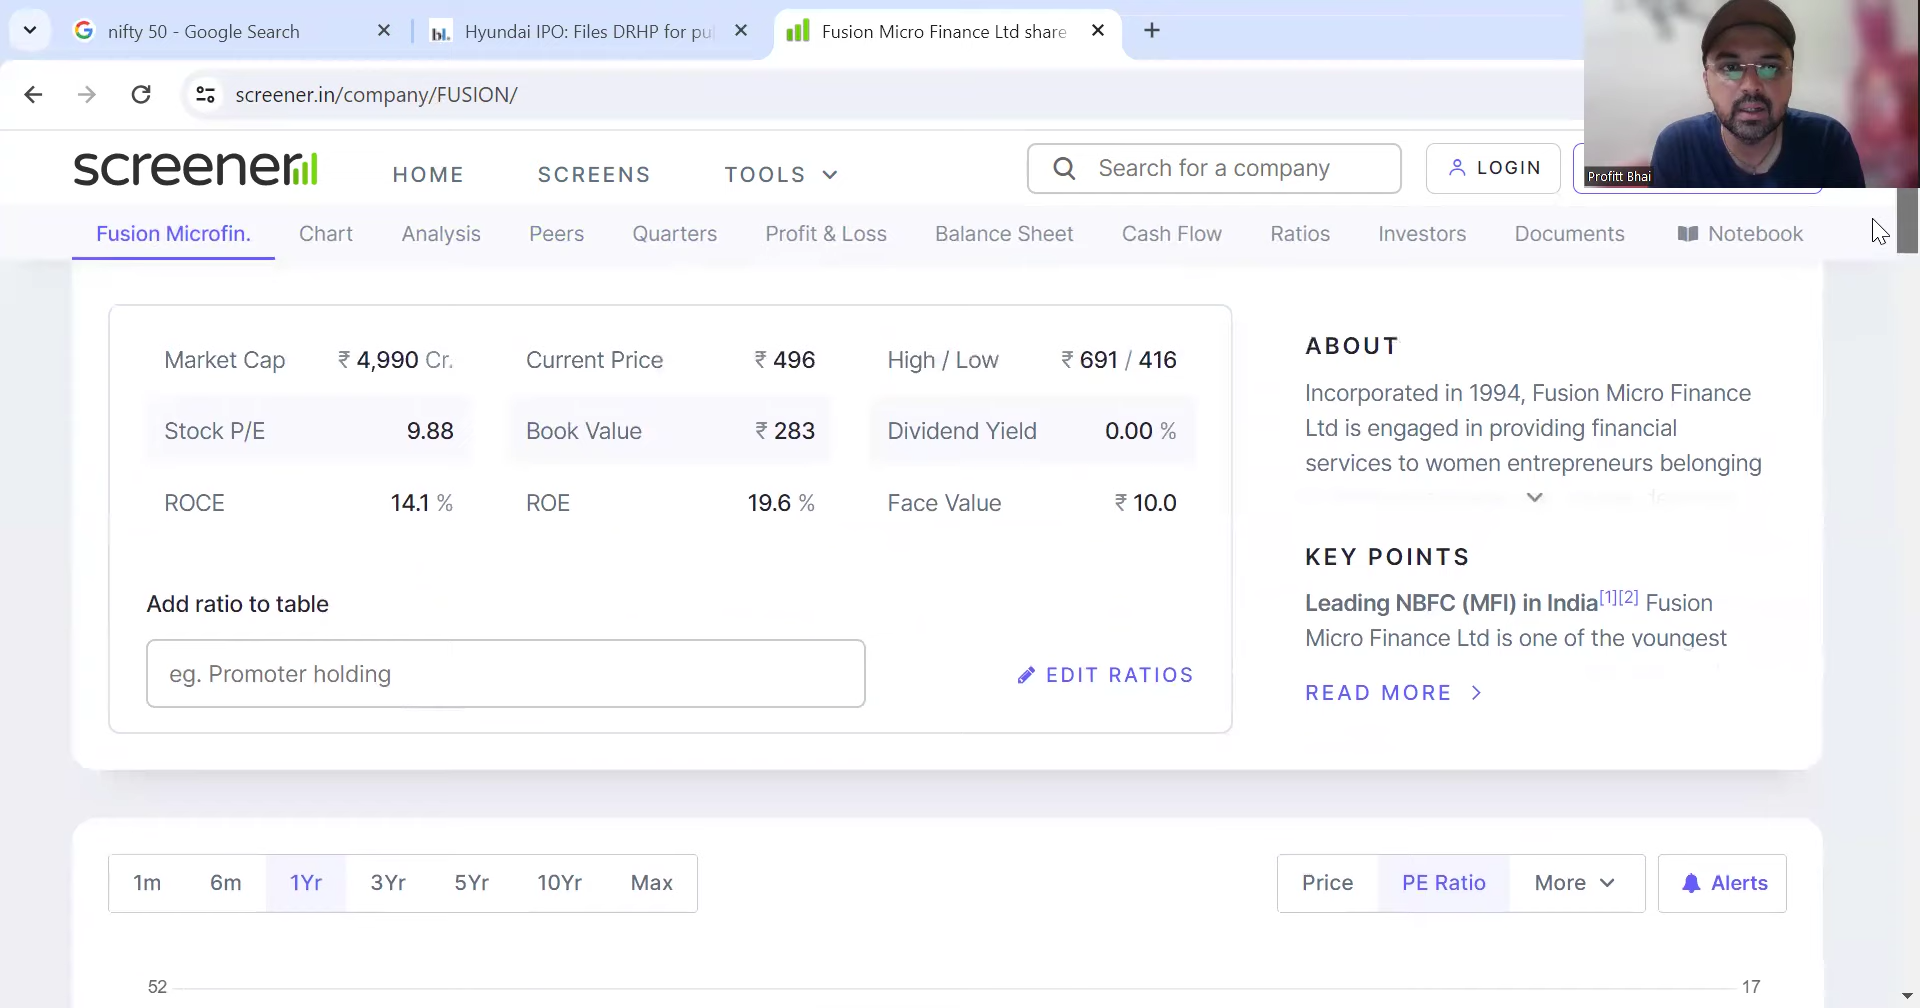 nifty 50 - Google Search
Hyundai IPO: Files DRHP for pu
Fusion Micro Finance Ltd share
screener.in/company/FUSION/
Profitt Bhai
screener
HOME
SCREENS
TOOLS
Search for a company
LOGIN
Fusion Microfin.
Chart
Analysis
Peers
Quarters
Profit & Loss
Balance Sheet
Cash Flow
Ratios
Investors
Documents
Notebook
Market Cap ₹ 4,990 Cr.
Current Price ₹ 496
High / Low ₹ 691 / 416
Stock P/E 9.88
Book Value ₹ 283
Dividend Yield 0.00 %
ROCE 14.1 %
ROE 19.6 %
Face Value ₹ 10.0
Add ratio to table
eg. Promoter holding
EDIT RATIOS
ABOUT
Incorporated in 1994, Fusion Micro Finance
Ltd is engaged in providing financial
services to women entrepreneurs belonging
KEY POINTS
Leading NBFC (MFI) in India[1][2] Fusion
Micro Finance Ltd is one of the youngest
READ MORE
1m
6m
1Yr
3Yr
5Yr
10Yr
Max
Price
PE Ratio
More
Alerts
52
17